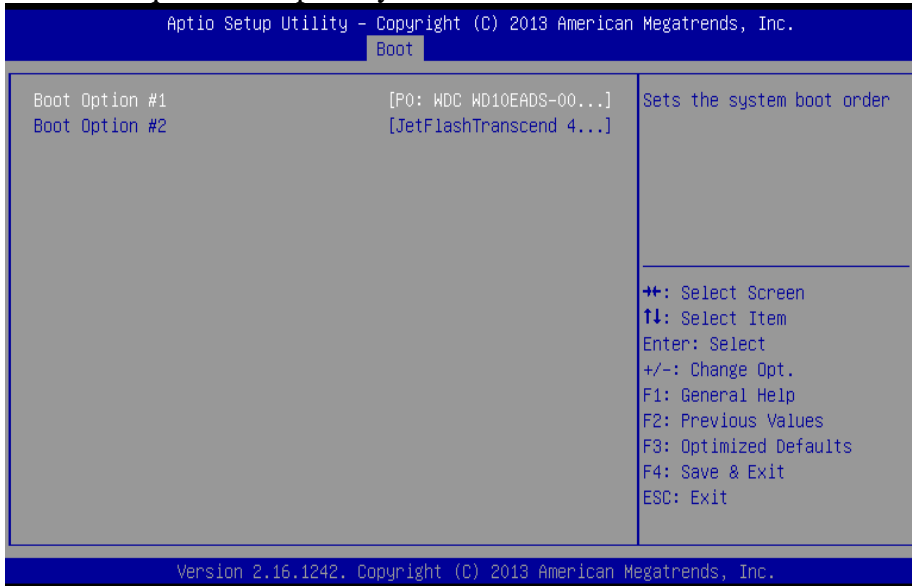 Aptio Setup Utility – Copyright (C) 2013 American Megatrends, Inc.
Boot
Boot Option #1 [P0: WDC WD10EADS-00...]
Boot Option #2 [JetFlashTranscend 4...]
Sets the system boot order
→←: Select Screen
↑↓: Select Item
Enter: Select
+/-: Change Opt.
F1: General Help
F2: Previous Values
F3: Optimized Defaults
F4: Save & Exit
ESC: Exit
Version 2.16.1242. Copyright (C) 2013 American Megatrends, Inc.